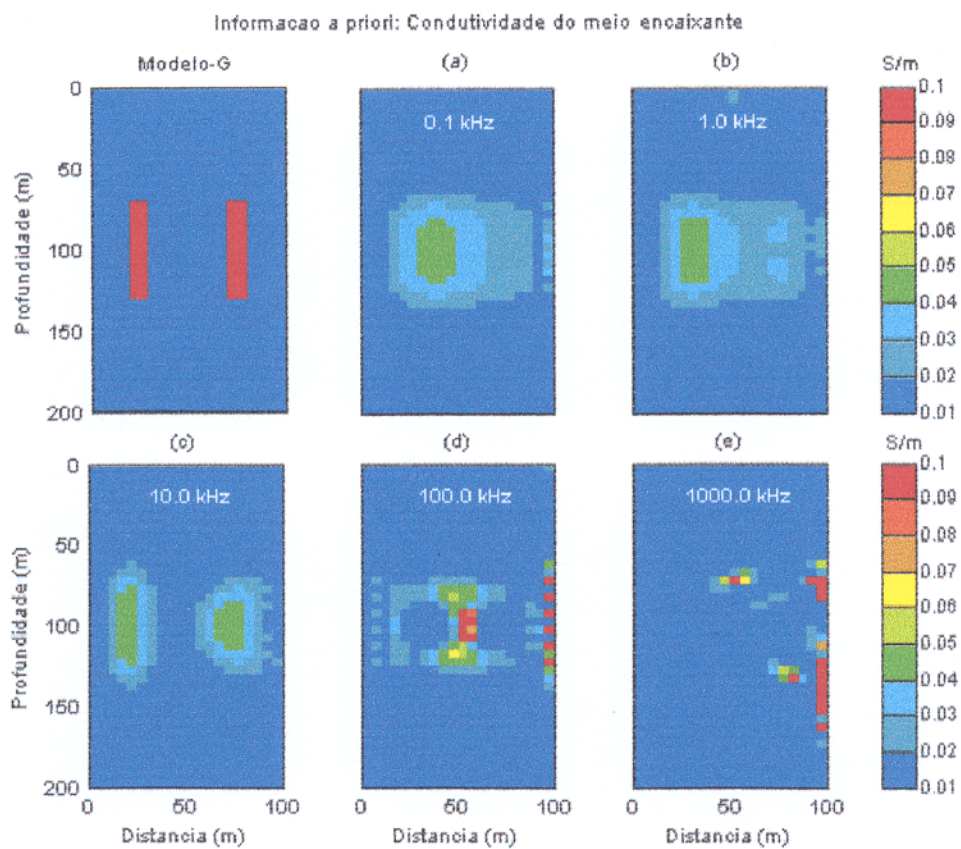 Informacao a priori: Condutividade do meio encaixante
Modelo-G
(a)
(b)
S/m
0.1 kHz
1.0 kHz
Profundidade (m)
0
50
100
150
200
0.1
0.09
0.08
0.07
0.06
0.05
0.04
0.03
0.02
0.01
(c)
(d)
(e)
S/m
10.0 kHz
100.0 kHz
1000.0 kHz
Profundidade (m)
0
50
100
150
200
0.1
0.09
0.08
0.07
0.06
0.05
0.04
0.03
0.02
0.01
0 100
0 50 100
0 50 100
Distancia (m)
Distancia (m)
Distancia (m)